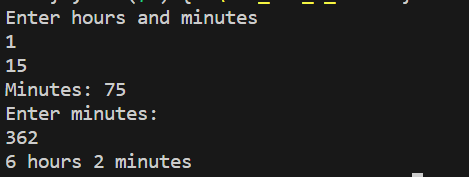 Enter hours and minutes
1
15
Minutes: 75
Enter minutes:
362
6 hours 2 minutes